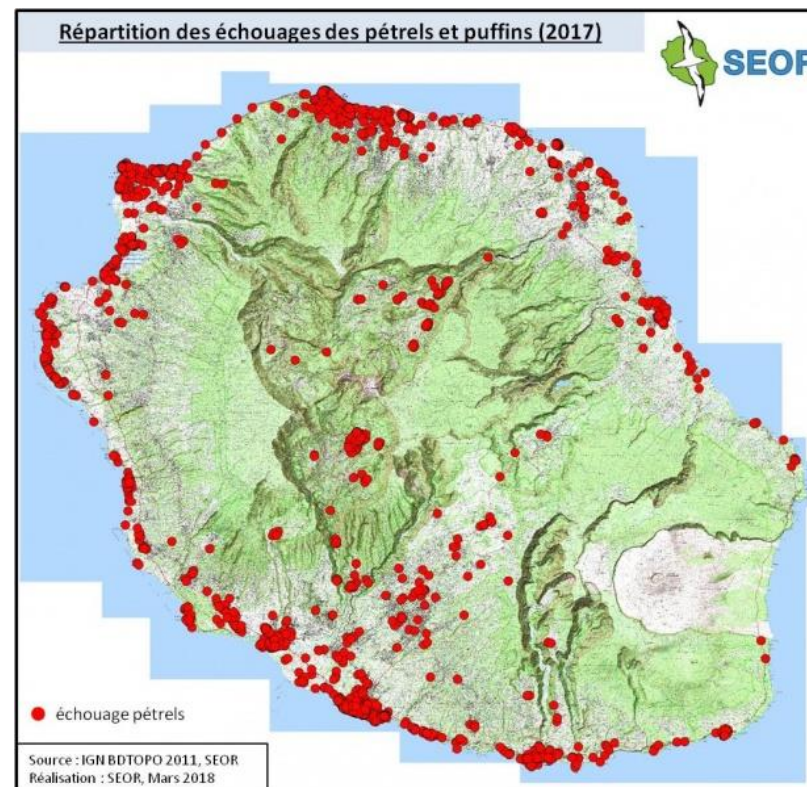 Répartition des échouages des pétrels et puffins (2017)
SEOR
échouage pétrels
Source : IGN BDTOPO 2011, SEOR
Réalisation : SEOR, Mars 2018